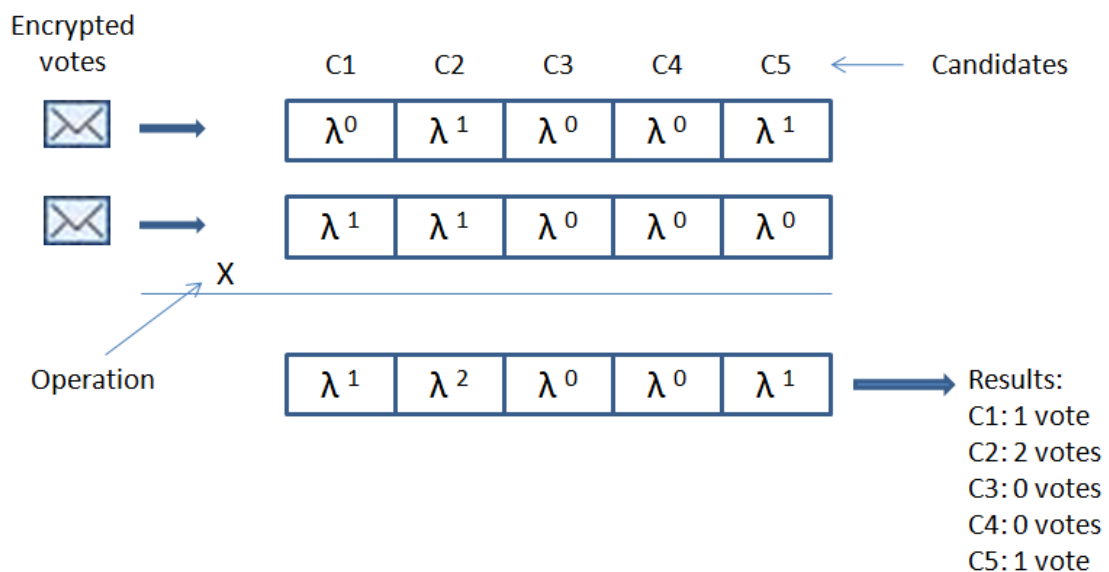 Encrypted
votes
C1 C2 C3 C4 C5 Candidates
λ⁰ λ¹ λ⁰ λ⁰ λ¹
λ¹ λ¹ λ⁰ λ⁰ λ⁰
X
Operation
λ¹ λ² λ⁰ λ⁰ λ¹
Results:
C1: 1 vote
C2: 2 votes
C3: 0 votes
C4: 0 votes
C5: 1 vote